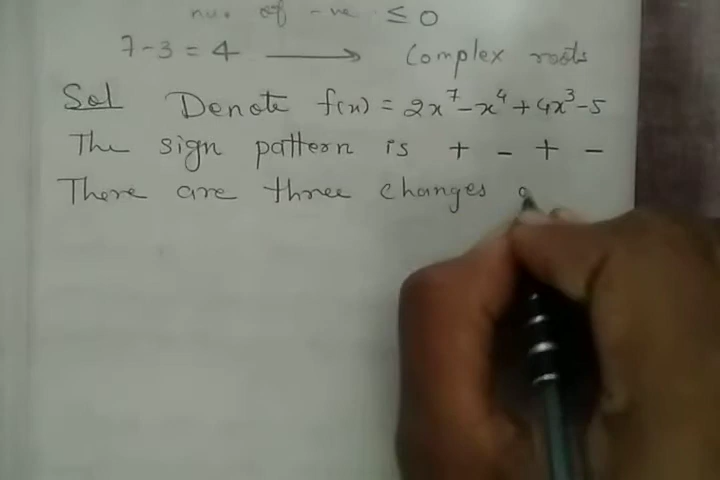 nu. of -ve ≤ 0
7-3 = 4 → Complex roots
Sol Denote f(x) = 2x⁷-x⁴+4x³-5
The sign pattern is + - + -
There are three changes